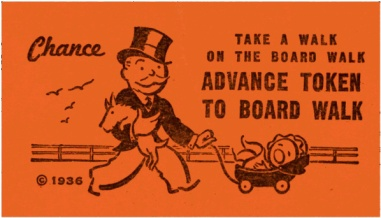 Chance
TAKE A WALK
ON THE BOARD WALK
ADVANCE TOKEN
TO BOARD WALK
© 1936